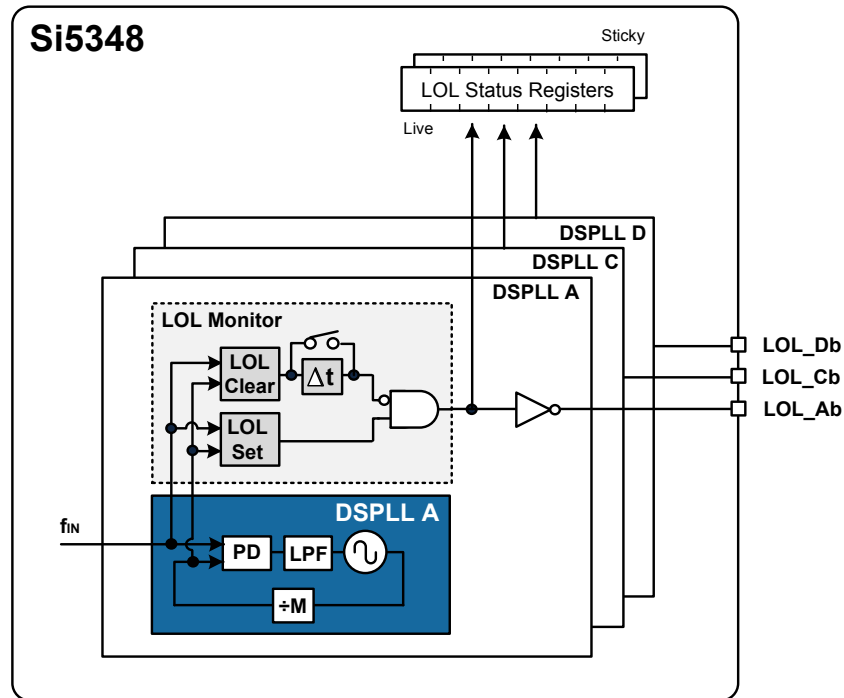 Si5348
Sticky
LOL Status Registers
Live
DSPLL D
DSPLL C
DSPLL A
LOL Monitor
LOL
Clear
Δt
LOL
Set
LOL_Db
LOL_Cb
LOL_Ab
DSPLL A
fIN
PD
LPF
÷M